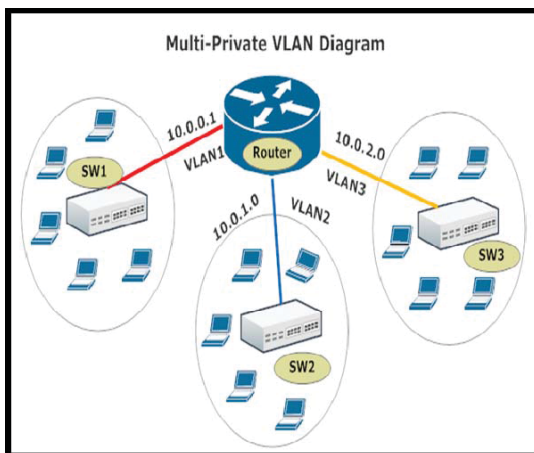 Multi-Private VLAN Diagram
10.0.0.1
VLAN1
Router
10.0.2.0
VLAN3
SW1
10.0.1.0
VLAN2
SW3
SW2